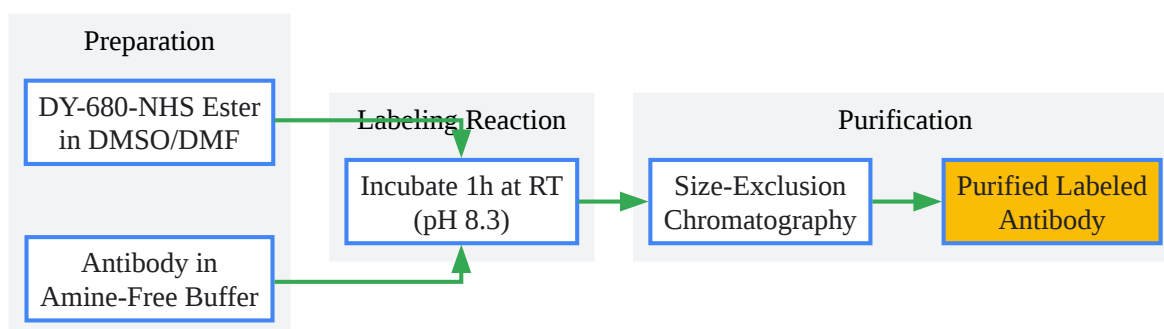 Preparation
DY-680-NHS Ester
in DMSO/DMF
Antibody in
Amine-Free Buffer
Labeling Reaction
Incubate 1h at RT
(pH 8.3)
Purification
Size-Exclusion
Chromatography
Purified Labeled
Antibody